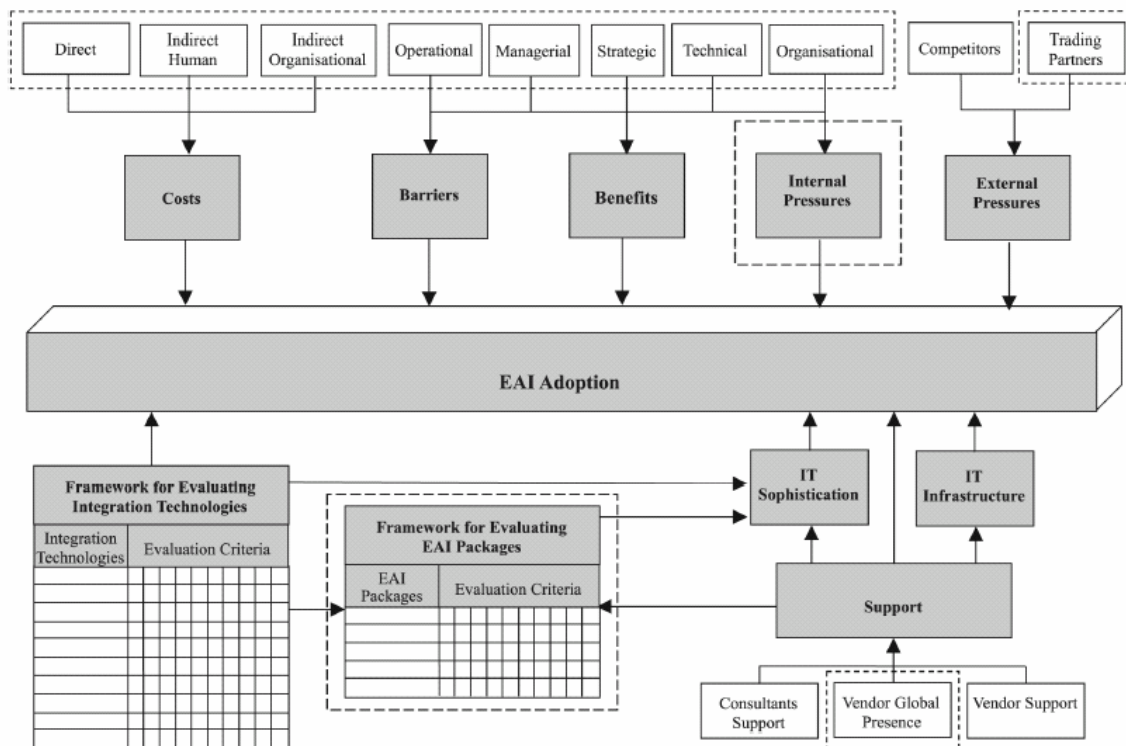 Direct
Indirect
Human
Indirect
Organisational
Operational
Managerial
Strategic
Technical
Organisational
Competitors
Trading
Partners
Costs
Barriers
Benefits
Internal
Pressures
External
Pressures
EAI Adoption
Framework for Evaluating
Integration Technologies
Integration
Technologies
Evaluation Criteria
Framework for Evaluating
EAI Packages
EAI
Packages
Evaluation Criteria
IT
Sophistication
IT
Infrastructure
Support
Consultants
Support
Vendor Global
Presence
Vendor Support